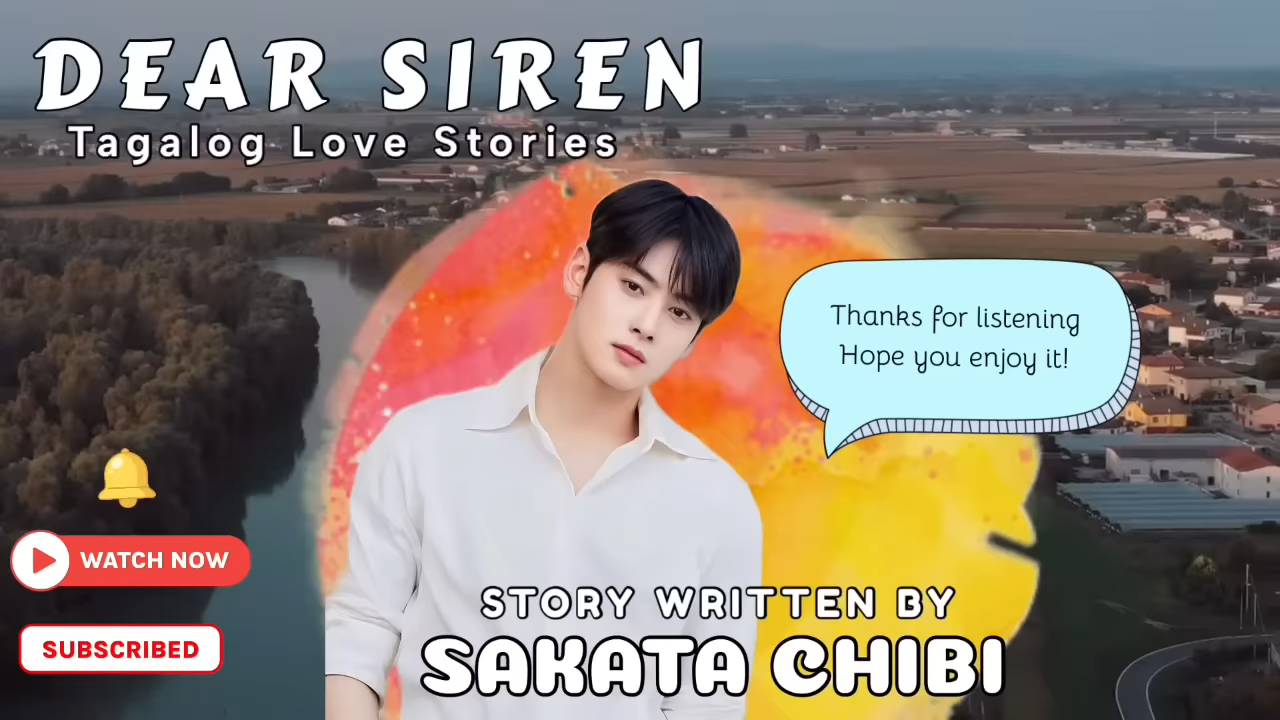 DEAR SIREN
Tagalog Love Stories
Thanks for listening
Hope you enjoy it!
WATCH NOW
SUBSCRIBED
STORY WRITTEN BY
SAKATA CHIBI